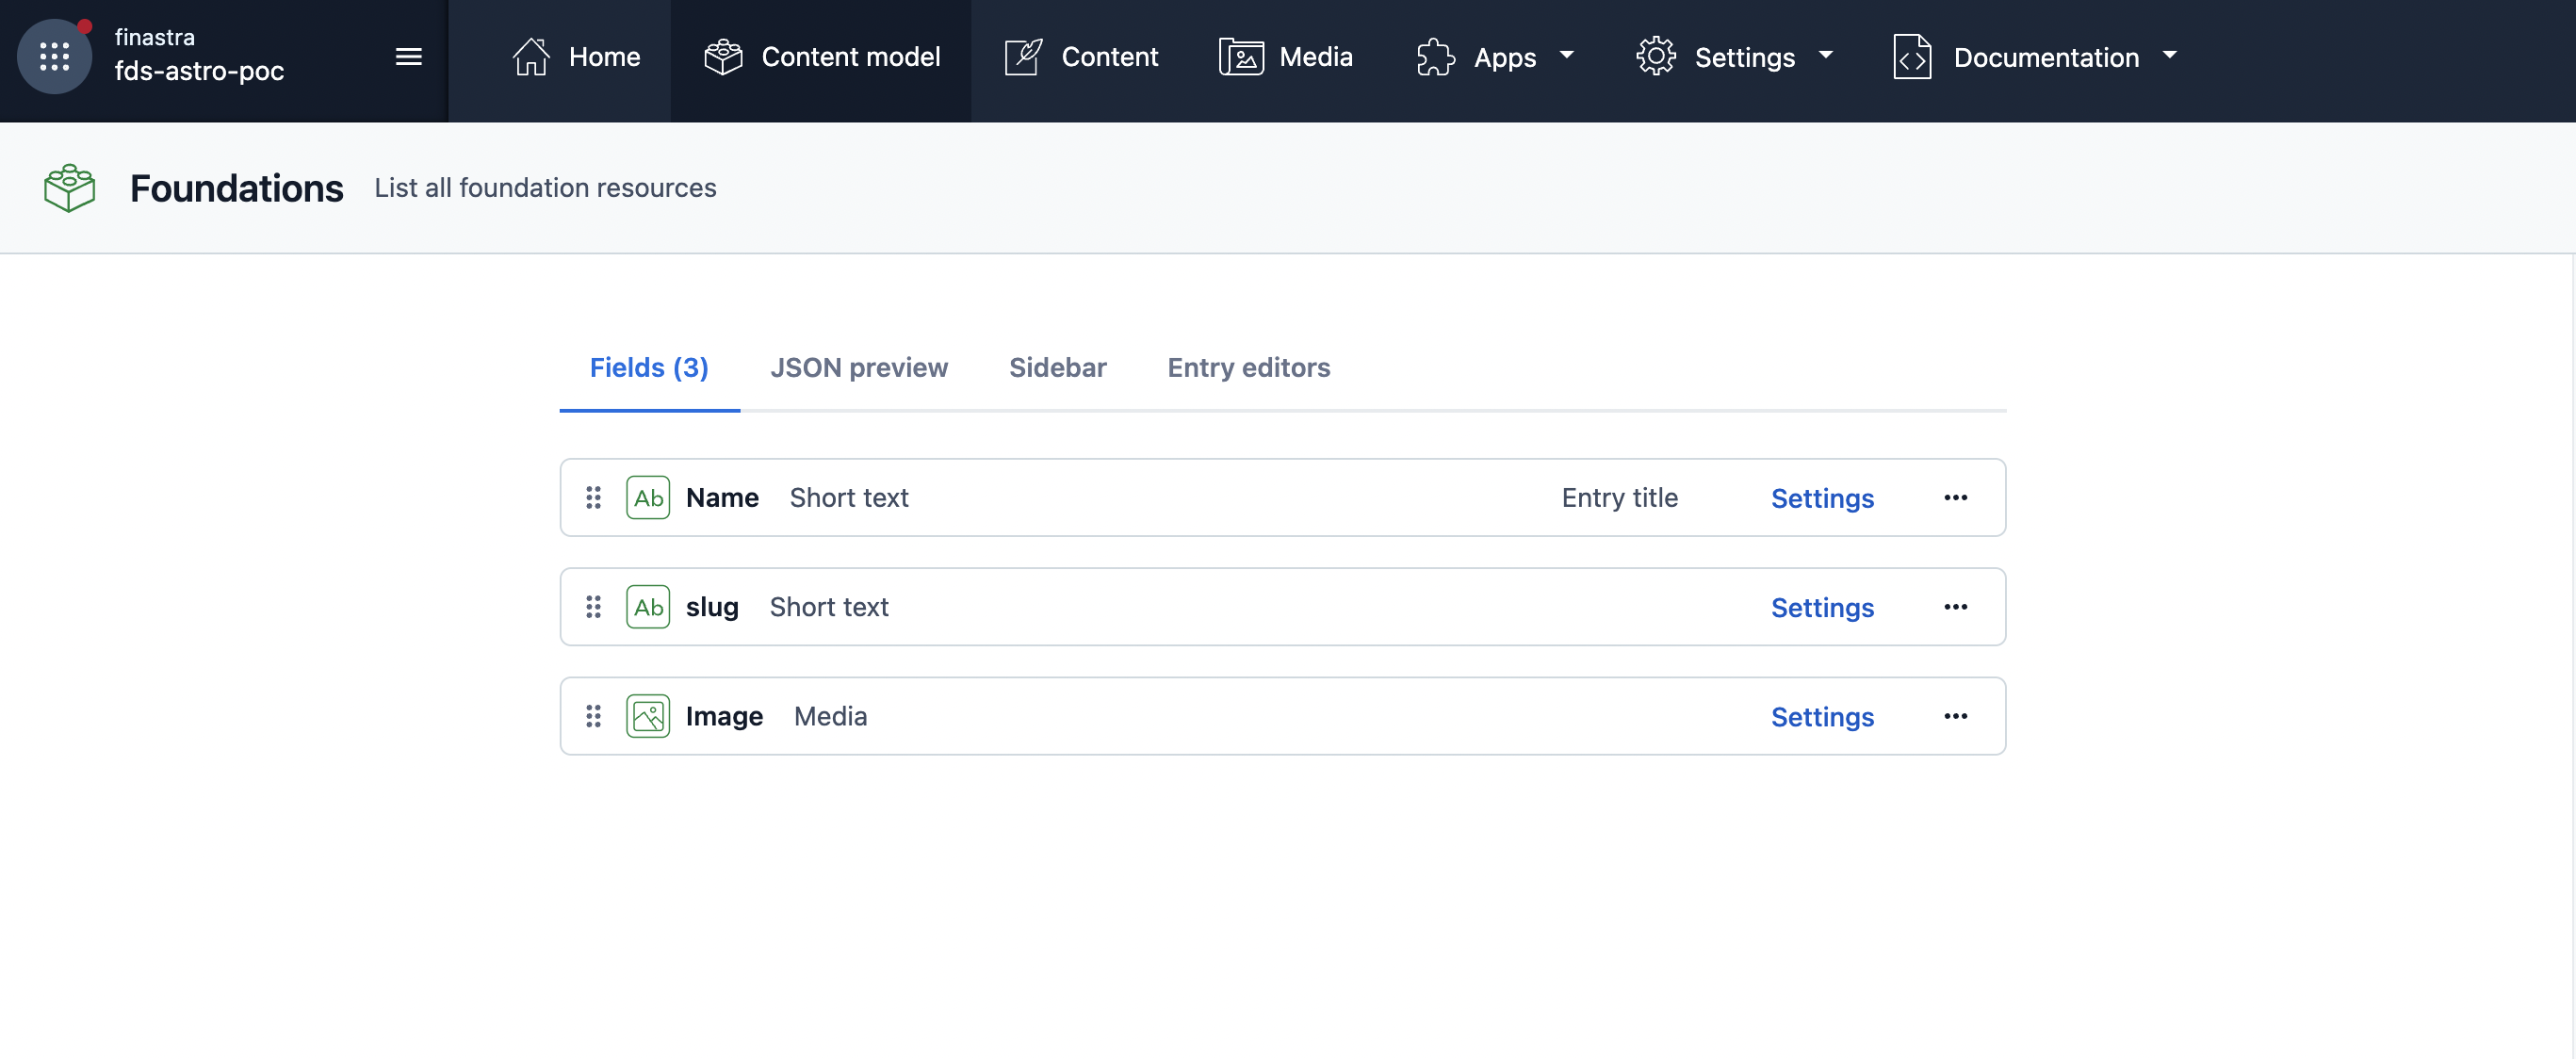 finastra
fds-astro-poc
Home
Content model
Content
Media
Apps
Settings
Documentation
Foundations List all foundation resources
Fields (3) JSON preview Sidebar Entry editors
Ab Name Short text Entry title Settings
Ab slug Short text Settings
Image Media Settings